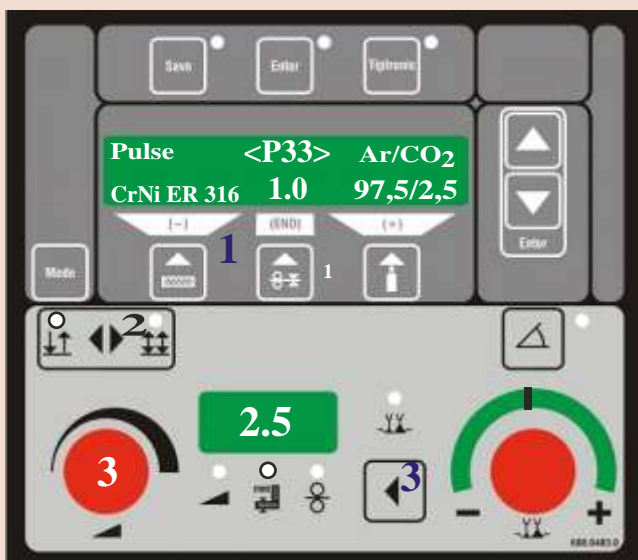 Save Enter Tiptronic
Pulse <P33> Ar/CO2
CrNi ER 316 1.0 97,5/2,5
(-) (END) (+)
Enter
1
1
Mode
2
2.5
3
3
- +